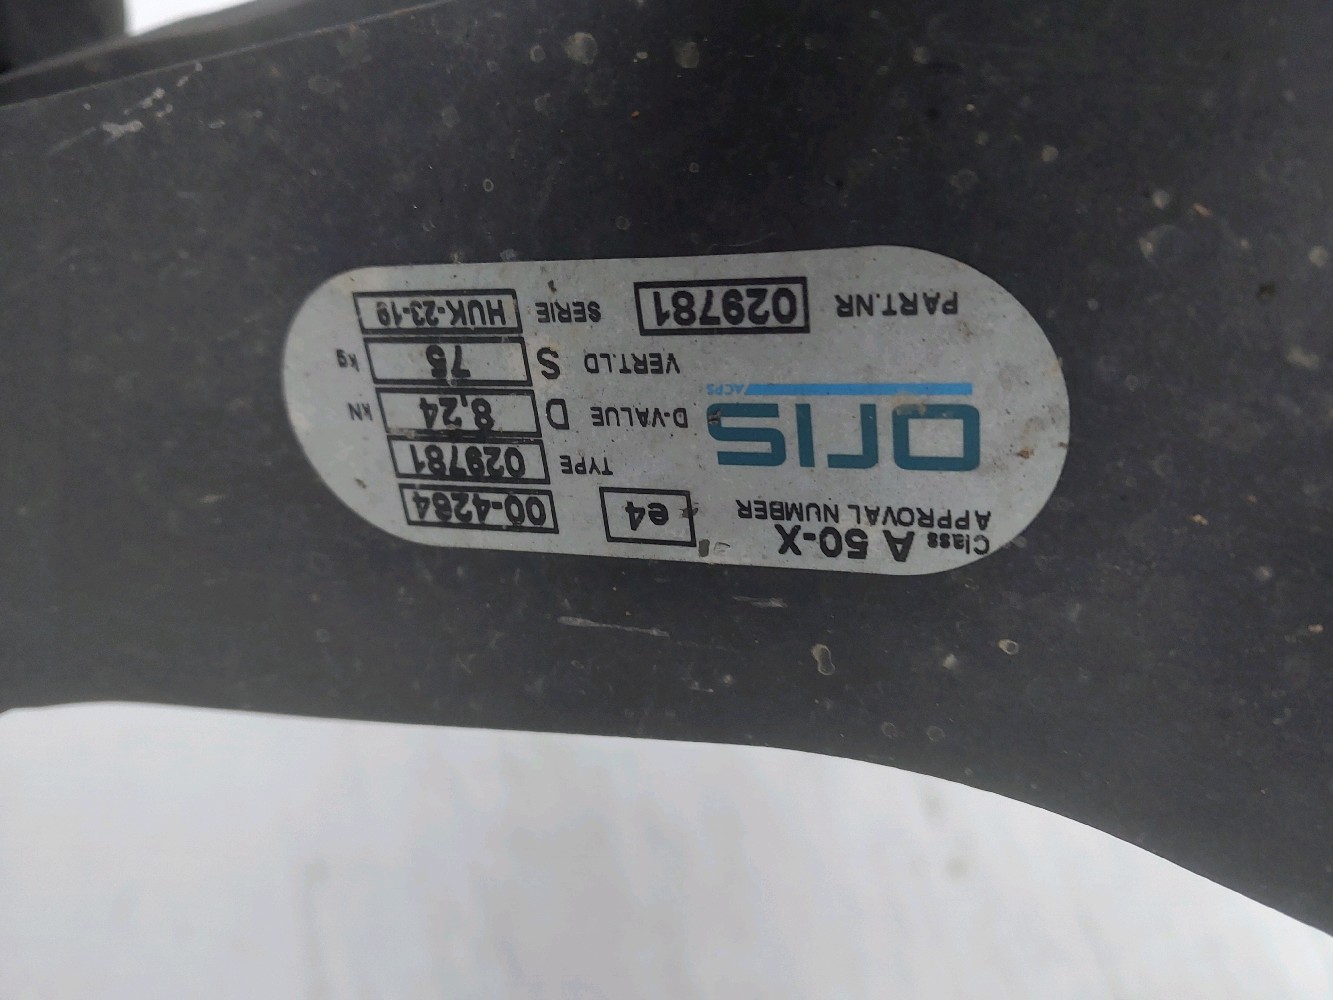 Class A 50-X
APPROVAL NUMBER e4 00-4284
TYPE 029781
oris
/ACPS
D-VALUE D 8,24 kN
VERT.LD S 75 kg
PART.NR 029781 SERIE HUK-23-19